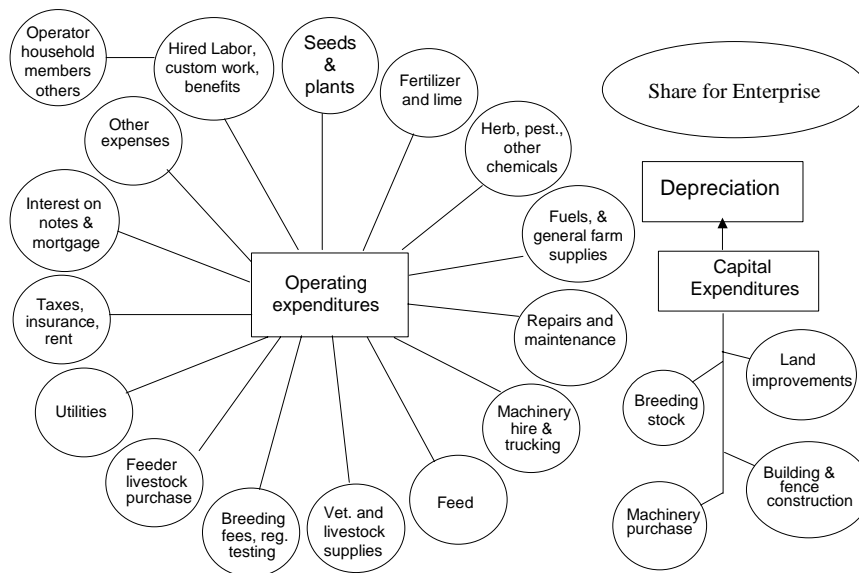 Operator
household
members
others
Hired Labor,
custom work,
benefits
Seeds
&
plants
Fertilizer
and lime
Share for Enterprise
Other
expenses
Herb, pest.,
other
chemicals
Depreciation
Interest on
notes &
mortgage
Fuels, &
general farm
supplies
Operating
expenditures
Capital
Expenditures
Taxes,
insurance,
rent
Repairs and
maintenance
Land
improvements
Utilities
Machinery
hire &
trucking
Breeding
stock
Feeder
livestock
purchase
Feed
Building &
fence
construction
Breeding
fees, reg.
testing
Vet. and
livestock
supplies
Machinery
purchase